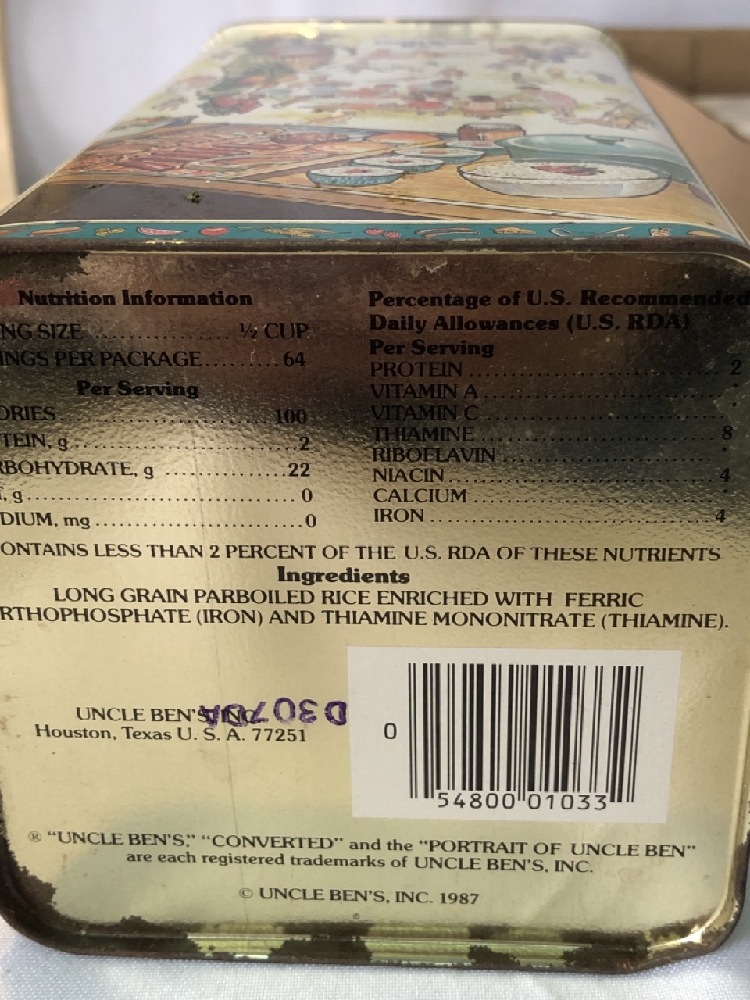 Nutrition Information
NG SIZE .................... ½ CUP
INGS PER PACKAGE......... 64
Per Serving
ORIES .................... 100
TEIN, g .................... 2
RBOHYDRATE, g .............. 22
, g .................... 0
DIUM, mg .................... 0
Percentage of U.S. Recommended
Daily Allowances (U.S. RDA)
Per Serving
PROTEIN .................... 2
VITAMIN A .................... *
VITAMIN C .................... *
THIAMINE .................... 8
RIBOFLAVIN .................... *
NIACIN .................... 4
CALCIUM .................... *
IRON .................... 4
ONTAINS LESS THAN 2 PERCENT OF THE U.S. RDA OF THESE NUTRIENTS
Ingredients
LONG GRAIN PARBOILED RICE ENRICHED WITH FERRIC
RTHOPHOSPHATE (IRON) AND THIAMINE MONONITRATE (THIAMINE).
UNCLE BEN'S, INC.
Houston, Texas U. S. A. 77251
D3070A
0 54800 01033
® "UNCLE BEN'S," "CONVERTED" and the "PORTRAIT OF UNCLE BEN"
are each registered trademarks of UNCLE BEN'S, INC.
© UNCLE BEN'S, INC. 1987